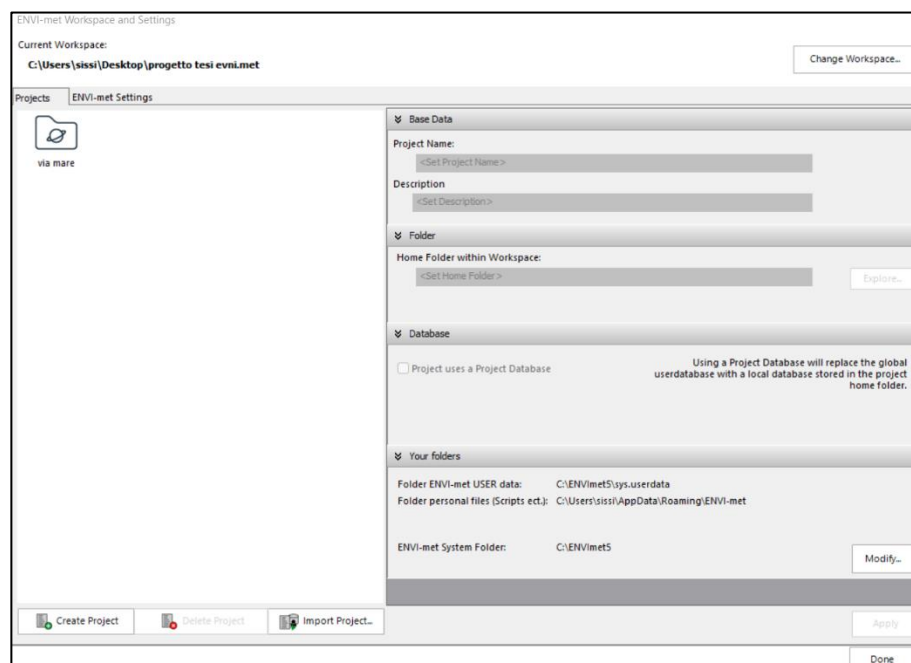 ENVI-met Workspace and Settings
Current Workspace:
C:\Users\sissi\Desktop\progetto tesi evni.met
Change Workspace...
Projects
ENVI-met Settings
via mare
Base Data
Project Name:
<Set Project Name>
Description
<Set Description>
Folder
Home Folder within Workspace:
<Set Home Folder>
Explore...
Database
Project uses a Project Database
Using a Project Database will replace the global
userdatabase with a local database stored in the project
home folder.
Your folders
Folder ENVI-met USER data: C:\ENVImet5\sys.userdata
Folder personal files (Scripts ect.): C:\Users\sissi\AppData\Roaming\ENVI-met
ENVI-met System Folder: C:\ENVImet5
Modify...
Create Project
Delete Project
Import Project...
Apply
Done